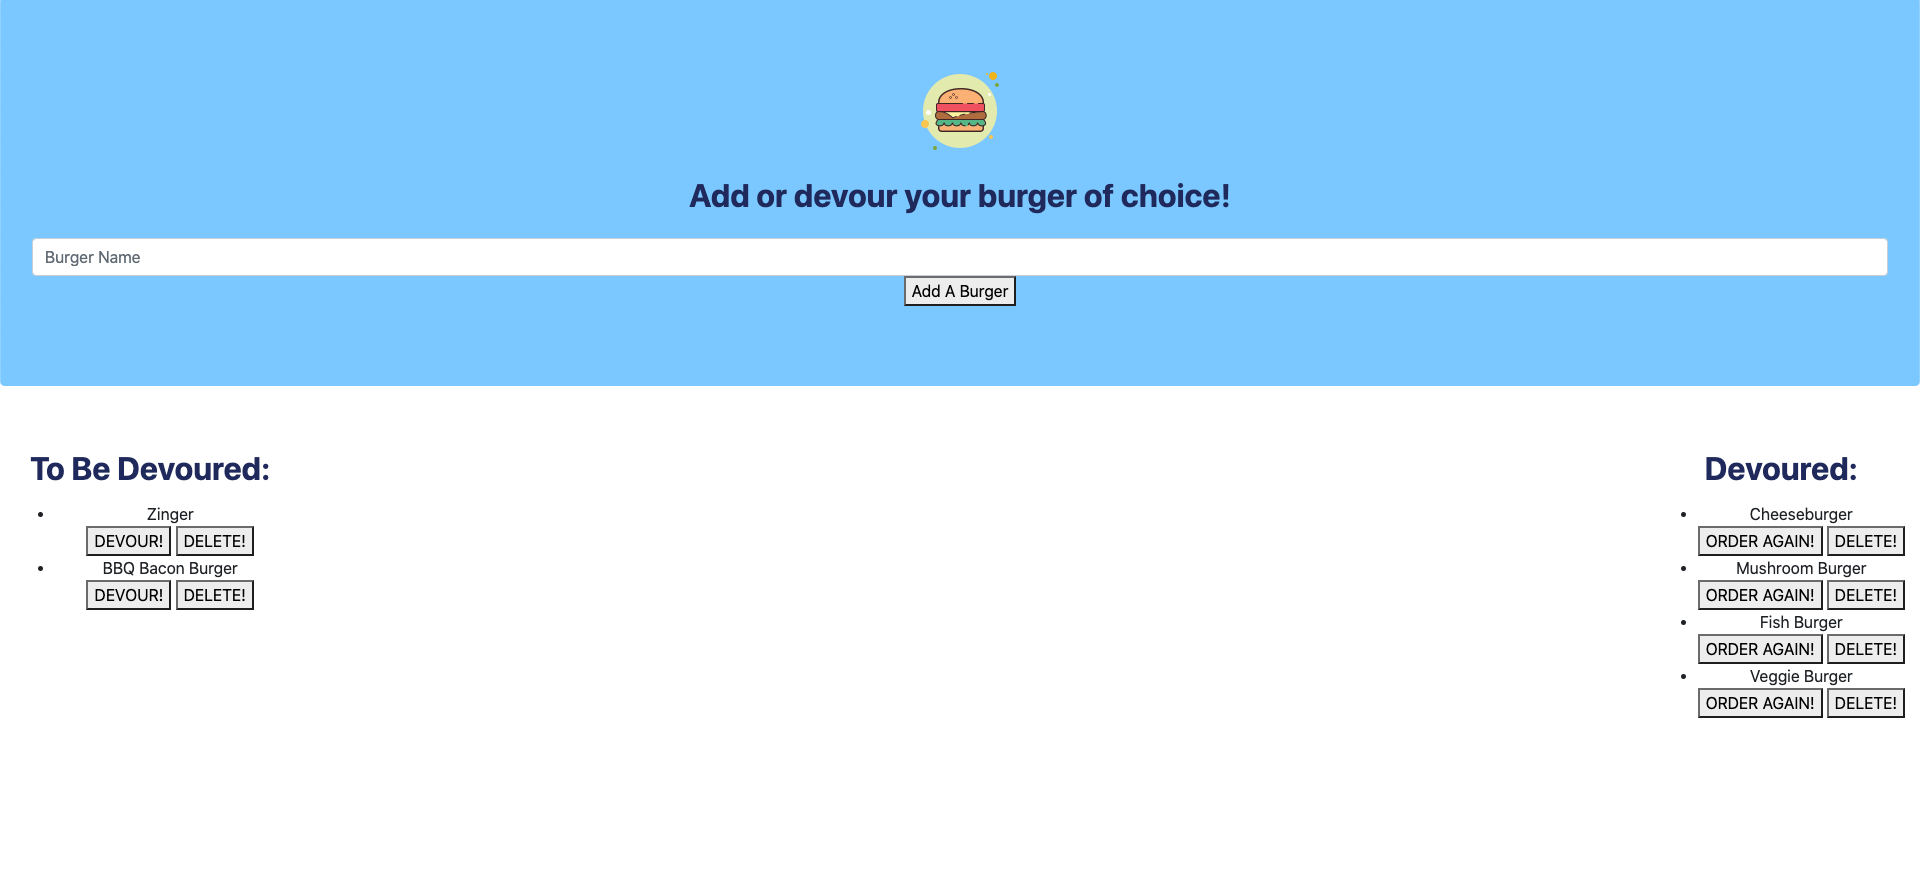 Add or devour your burger of choice!
Burger Name
Add A Burger
To Be Devoured:
Zinger
DEVOUR! DELETE!
BBQ Bacon Burger
DEVOUR! DELETE!
Devoured:
Cheeseburger
ORDER AGAIN! DELETE!
Mushroom Burger
ORDER AGAIN! DELETE!
Fish Burger
ORDER AGAIN! DELETE!
Veggie Burger
ORDER AGAIN! DELETE!